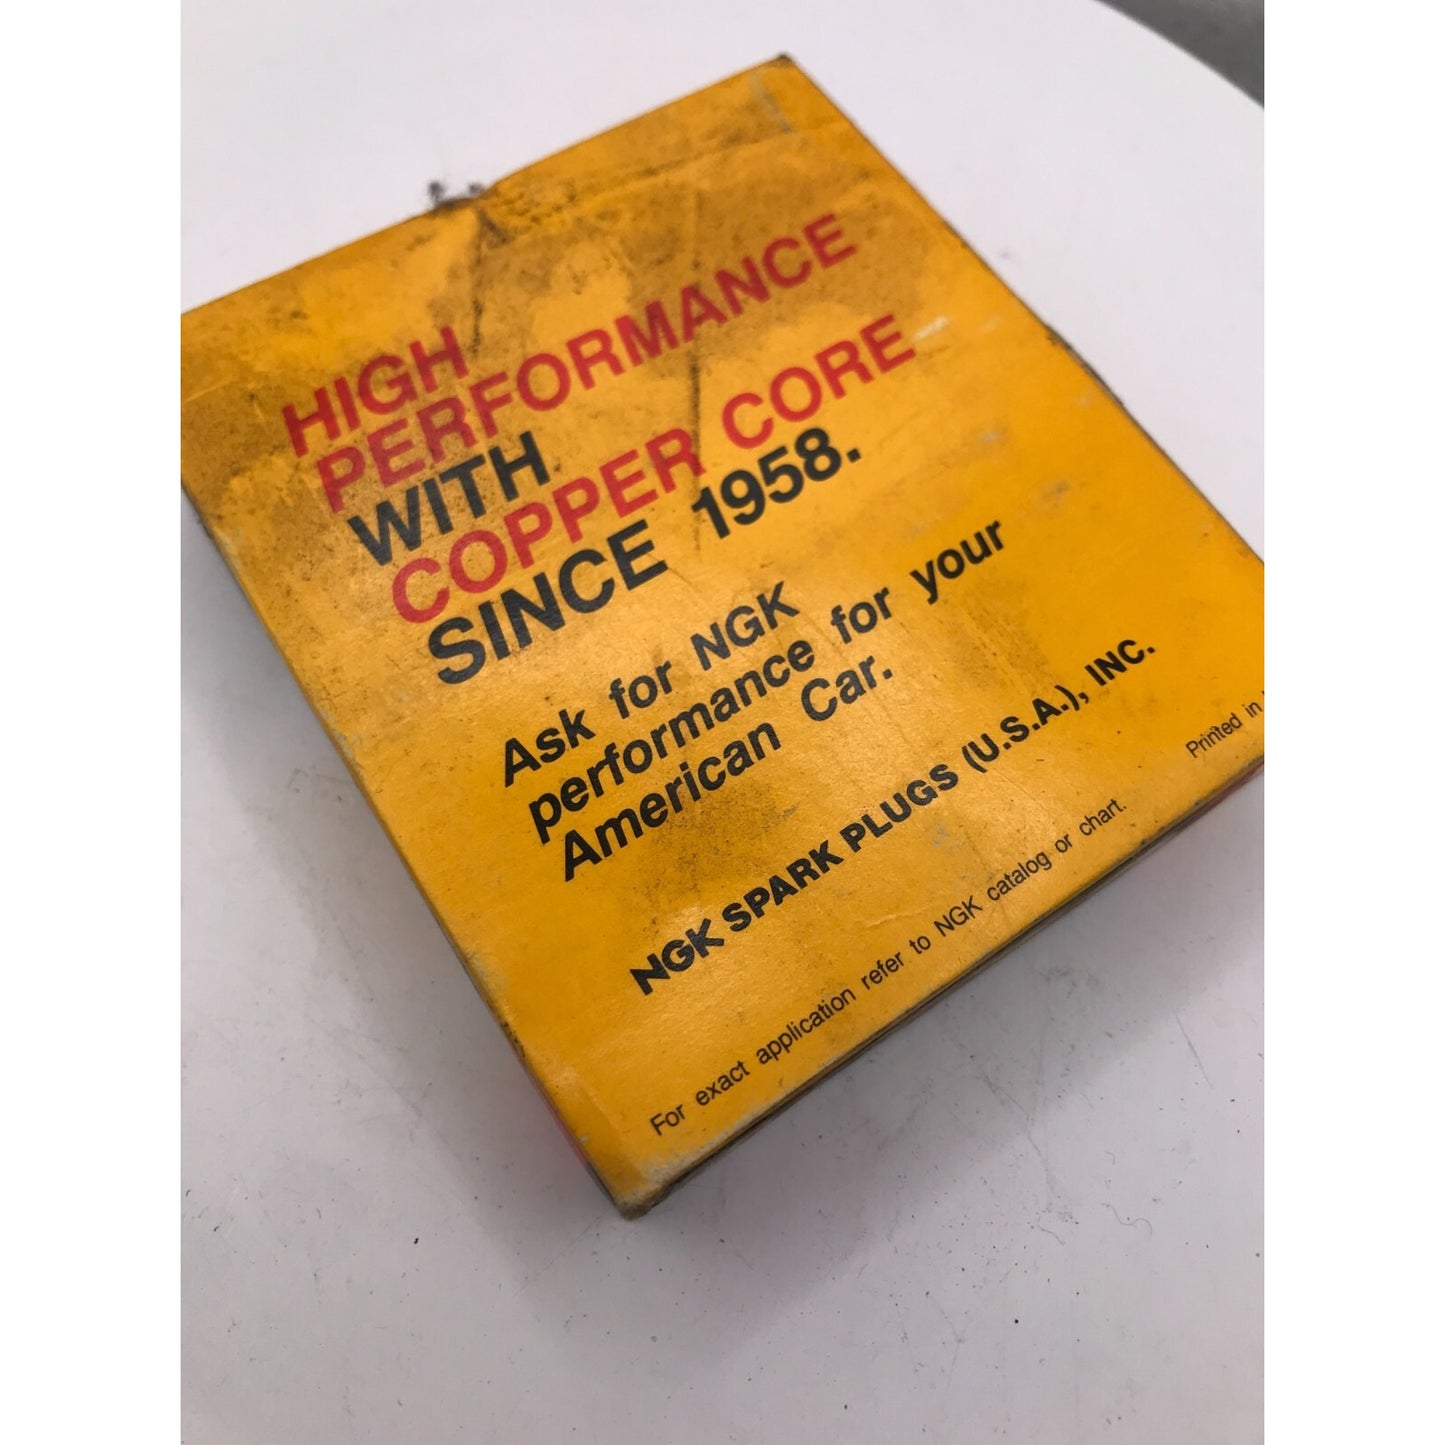 HIGH
PERFORMANCE
WITH
COPPER CORE
SINCE 1958.
Ask for NGK
performance for your
American Car.
NGK SPARK PLUGS (U.S.A.), INC.
For exact application refer to NGK catalog or chart.
Printed in